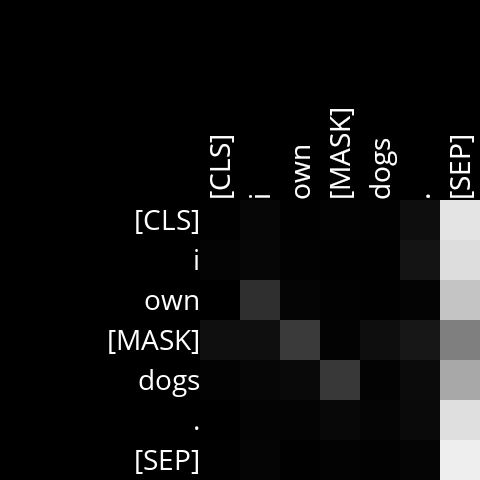 [CLS]
i
own
[MASK]
dogs
.
[SEP]
[CLS]
i
own
[MASK]
dogs
.
[SEP]